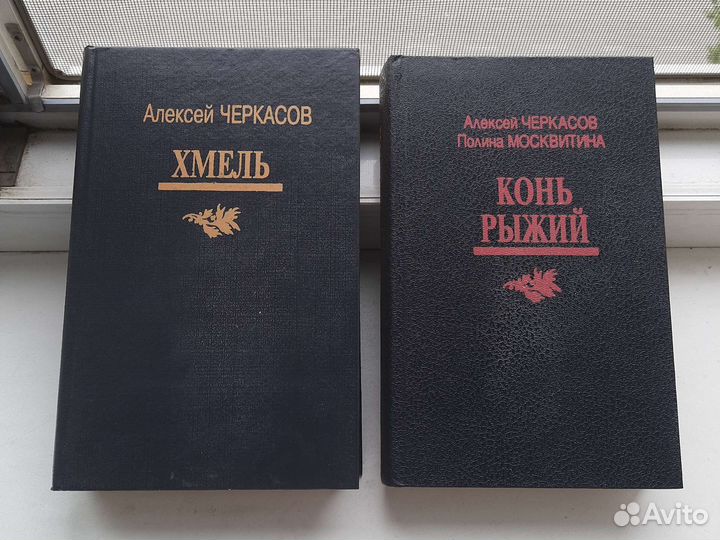 Алексей ЧЕРКАСОВ
ХМЕЛЬ
Алексей ЧЕРКАСОВ
Полина МОСКВИТИНА
КОНЬ
РЫЖИЙ
Avito